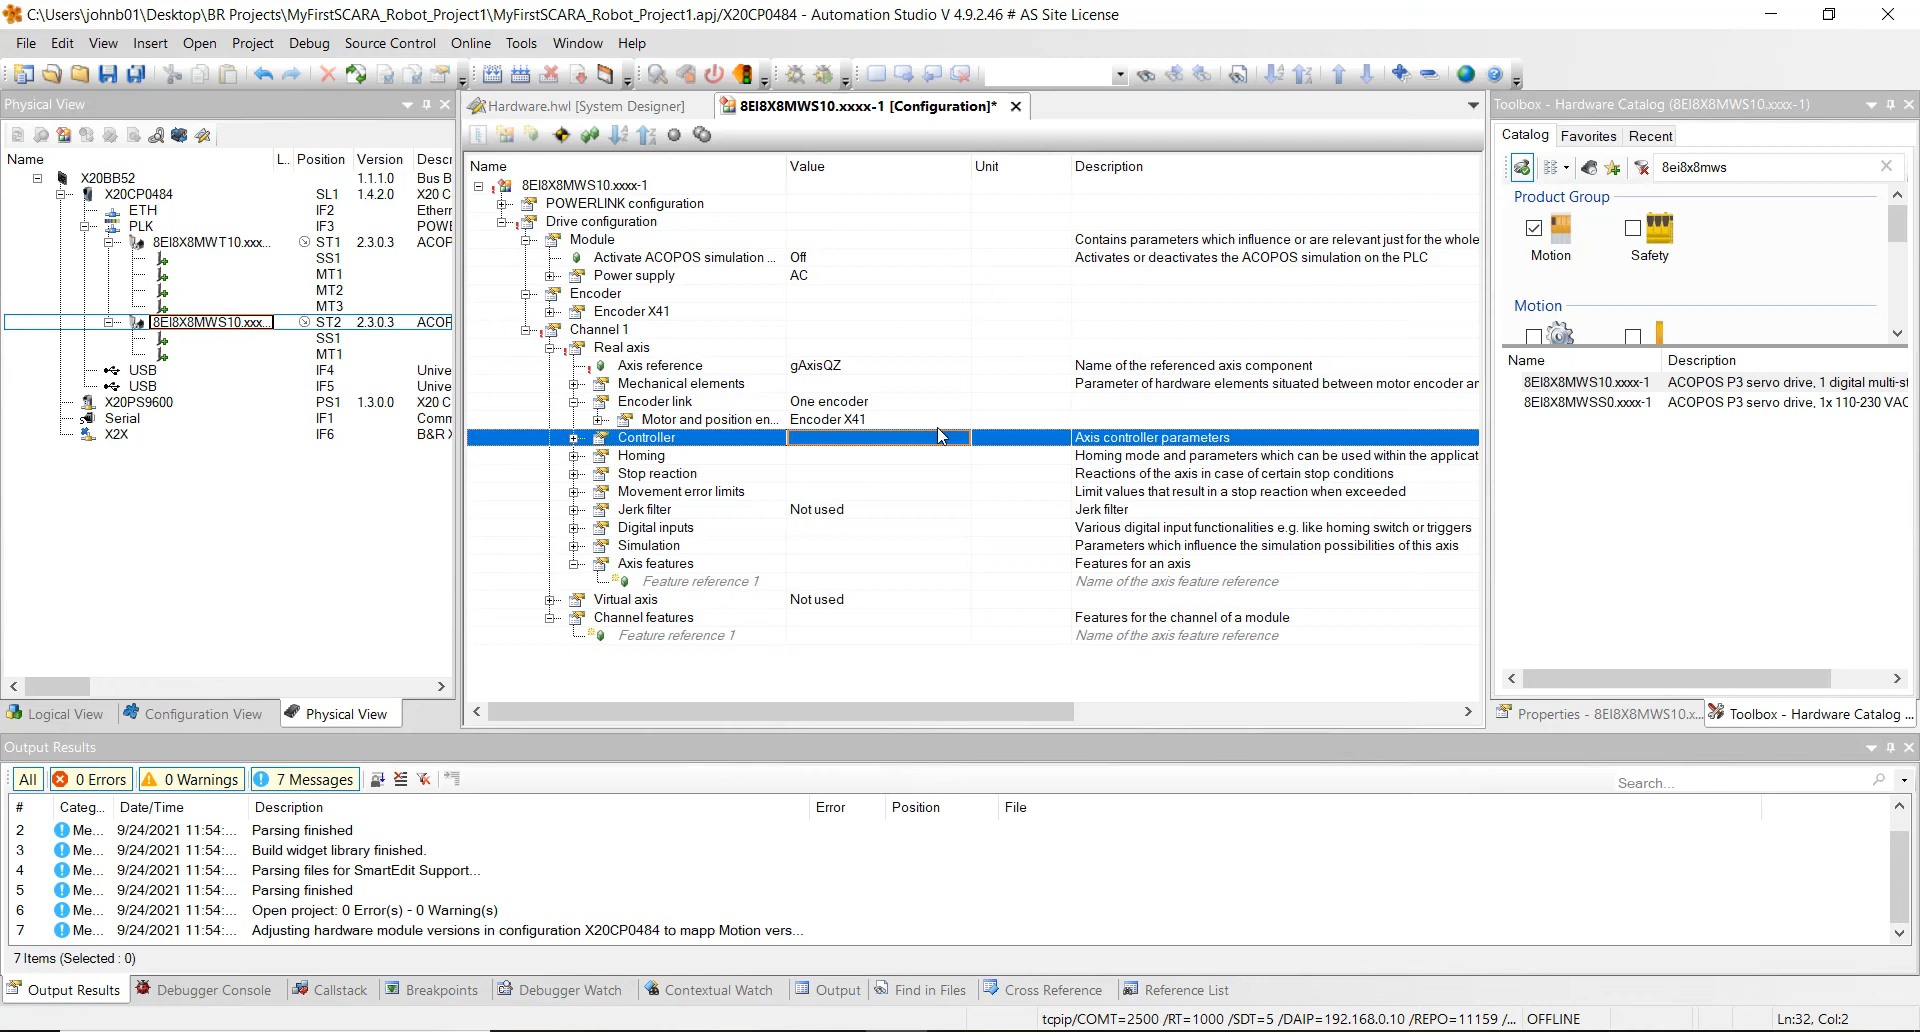 C:\Users\johnb01\Desktop\BR Projects\MyFirstSCARA_Robot_Project1\MyFirstSCARA_Robot_Project1.apj/X20CP0484 - Automation Studio V 4.9.2.46 # AS Site License
File Edit View Insert Open Project Debug Source Control Online Tools Window Help
Physical View
Name L.. Position Version Descr
X20BB52 1.1.1.0 Bus B
X20CP0484 SL1 1.4.2.0 X20 C
ETH IF2 Ethern
PLK IF3 POWE
8EI8X8MWT10.xxx... ST1 2.3.0.3 ACOP
SS1
MT1
MT2
MT3
8EI8X8MWS10.xxx... ST2 2.3.0.3 ACOP
SS1
MT1
USB IF4 Unive
USB IF5 Unive
X20PS9600 PS1 1.3.0.0 X20 C
Serial IF1 Comm
X2X IF6 B&R X
Logical View Configuration View Physical View
Hardware.hwl [System Designer] 8EI8X8MWS10.xxxx-1 [Configuration]*
Name Value Unit Description
8EI8X8MWS10.xxxx-1
POWERLINK configuration
Drive configuration
Module Contains parameters which influence or are relevant just for the whole
Activate ACOPOS simulation ... Off Activates or deactivates the ACOPOS simulation on the PLC
Power supply AC
Encoder
Encoder X41
Channel 1
Real axis
Axis reference gAxisQZ Name of the referenced axis component
Mechanical elements Parameter of hardware elements situated between motor encoder an
Encoder link One encoder
Motor and position en... Encoder X41
Controller Axis controller parameters
Homing Homing mode and parameters which can be used within the applicat
Stop reaction Reactions of the axis in case of certain stop conditions
Movement error limits Limit values that result in a stop reaction when exceeded
Jerk filter Not used Jerk filter
Digital inputs Various digital input functionalities e.g. like homing switch or triggers
Simulation Parameters which influence the simulation possibilities of this axis
Axis features Features for an axis
Feature reference 1 Name of the axis feature reference
Virtual axis Not used
Channel features Features for the channel of a module
Feature reference 1 Name of the axis feature reference
Toolbox - Hardware Catalog (8EI8X8MWS10.xxxx-1)
Catalog Favorites Recent
8ei8x8mws
Product Group
Motion Safety
Motion
Name Description
8EI8X8MWS10.xxxx-1 ACOPOS P3 servo drive, 1 digital multi-st
8EI8X8MWSS0.xxxx-1 ACOPOS P3 servo drive, 1x 110-230 VAC
Properties - 8EI8X8MWS10.x... Toolbox - Hardware Catalog ...
Output Results
All 0 Errors 0 Warnings 7 Messages Search...
# Categ... Date/Time Description Error Position File
2 Me... 9/24/2021 11:54:... Parsing finished
3 Me... 9/24/2021 11:54:... Build widget library finished.
4 Me... 9/24/2021 11:54:... Parsing files for SmartEdit Support...
5 Me... 9/24/2021 11:54:... Parsing finished
6 Me... 9/24/2021 11:54:... Open project: 0 Error(s) - 0 Warning(s)
7 Me... 9/24/2021 11:54:... Adjusting hardware module versions in configuration X20CP0484 to mapp Motion vers...
7 Items (Selected : 0)
Output Results Debugger Console Callstack Breakpoints Debugger Watch Contextual Watch Output Find in Files Cross Reference Reference List
tcpip/COMT=2500 /RT=1000 /SDT=5 /DAIP=192.168.0.10 /REPO=11159 /... OFFLINE Ln:32, Col:2